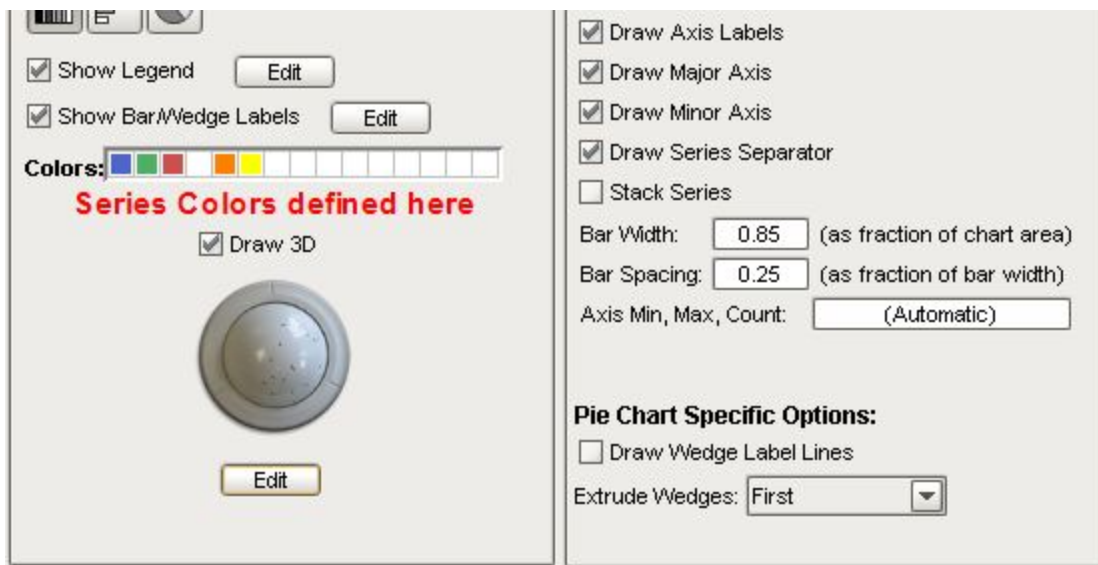 Show Legend Edit
Show Bar/Wedge Labels Edit
Colors:
Series Colors defined here
Draw 3D
Edit
Draw Axis Labels
Draw Major Axis
Draw Minor Axis
Draw Series Separator
Stack Series
Bar Width: 0.85 (as fraction of chart area)
Bar Spacing: 0.25 (as fraction of bar width)
Axis Min, Max, Count: (Automatic)
Pie Chart Specific Options:
Draw Wedge Label Lines
Extrude Wedges: First